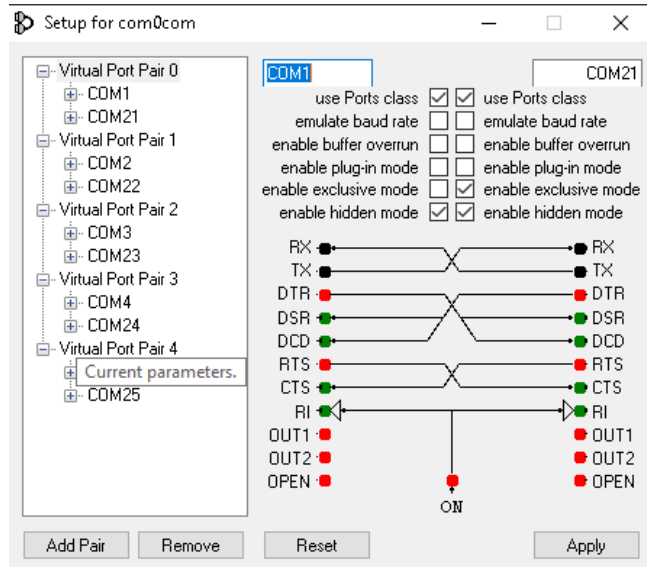 Setup for com0com
Virtual Port Pair 0
COM1
COM21
Virtual Port Pair 1
COM2
COM22
Virtual Port Pair 2
COM3
COM23
Virtual Port Pair 3
COM4
COM24
Virtual Port Pair 4
Current parameters.
COM25
COM1 COM21
use Ports class use Ports class
emulate baud rate emulate baud rate
enable buffer overrun enable buffer overrun
enable plug-in mode enable plug-in mode
enable exclusive mode enable exclusive mode
enable hidden mode enable hidden mode
RX RX
TX TX
DTR DTR
DSR DSR
DCD DCD
RTS RTS
CTS CTS
RI RI
OUT1 OUT1
OUT2 OUT2
OPEN OPEN
ON
Add Pair Remove Reset Apply